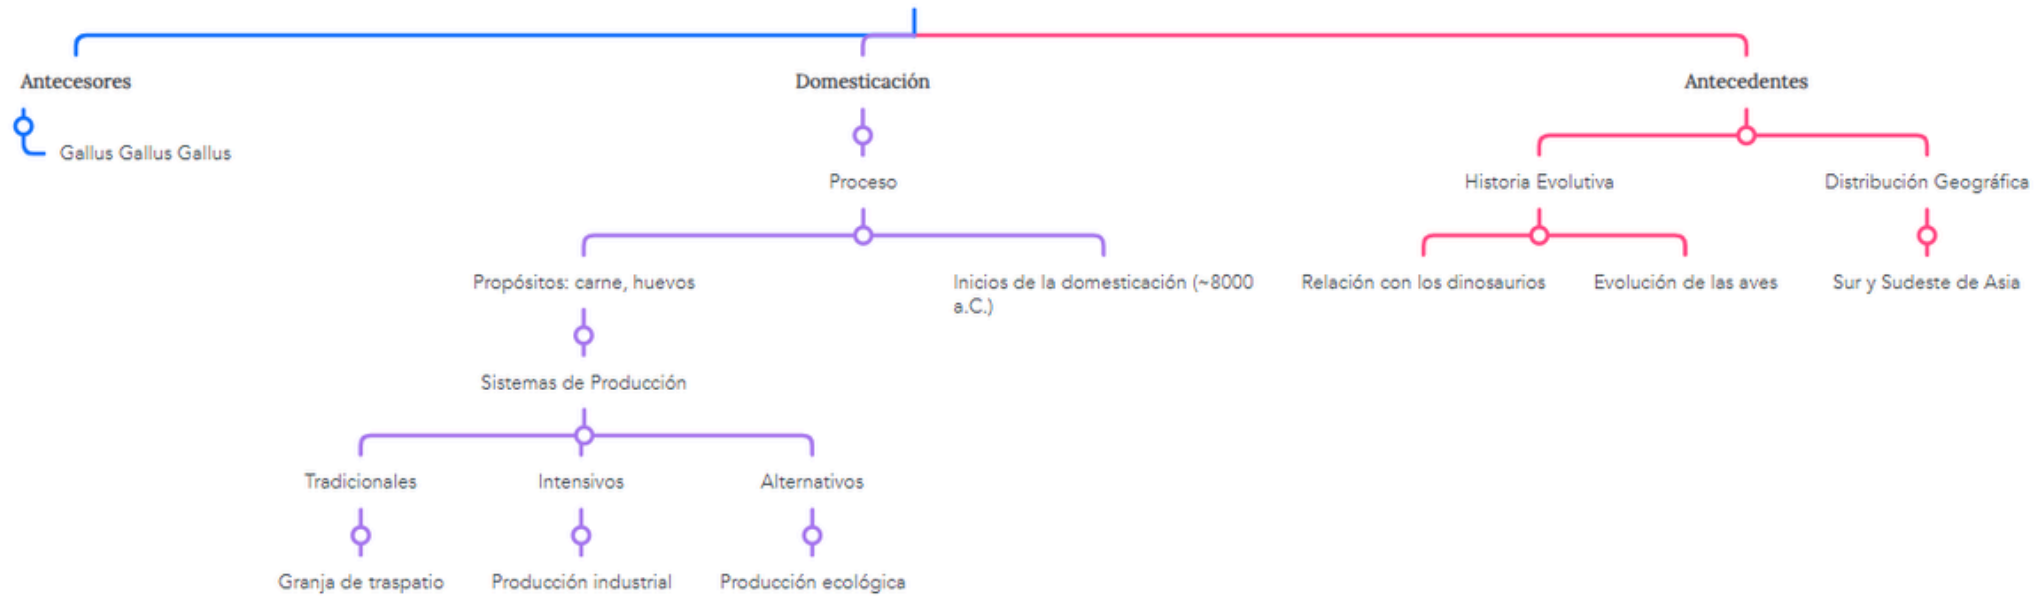 Antecesores
Domesticación
Antecedentes
Gallus Gallus Gallus
Proceso
Historia Evolutiva
Distribución Geográfica
Propósitos: carne, huevos
Inicios de la domesticación (~8000
a.C.)
Relación con los dinosaurios
Evolución de las aves
Sur y Sudeste de Asia
Sistemas de Producción
Tradicionales
Intensivos
Alternativos
Granja de traspatio
Producción industrial
Producción ecológica